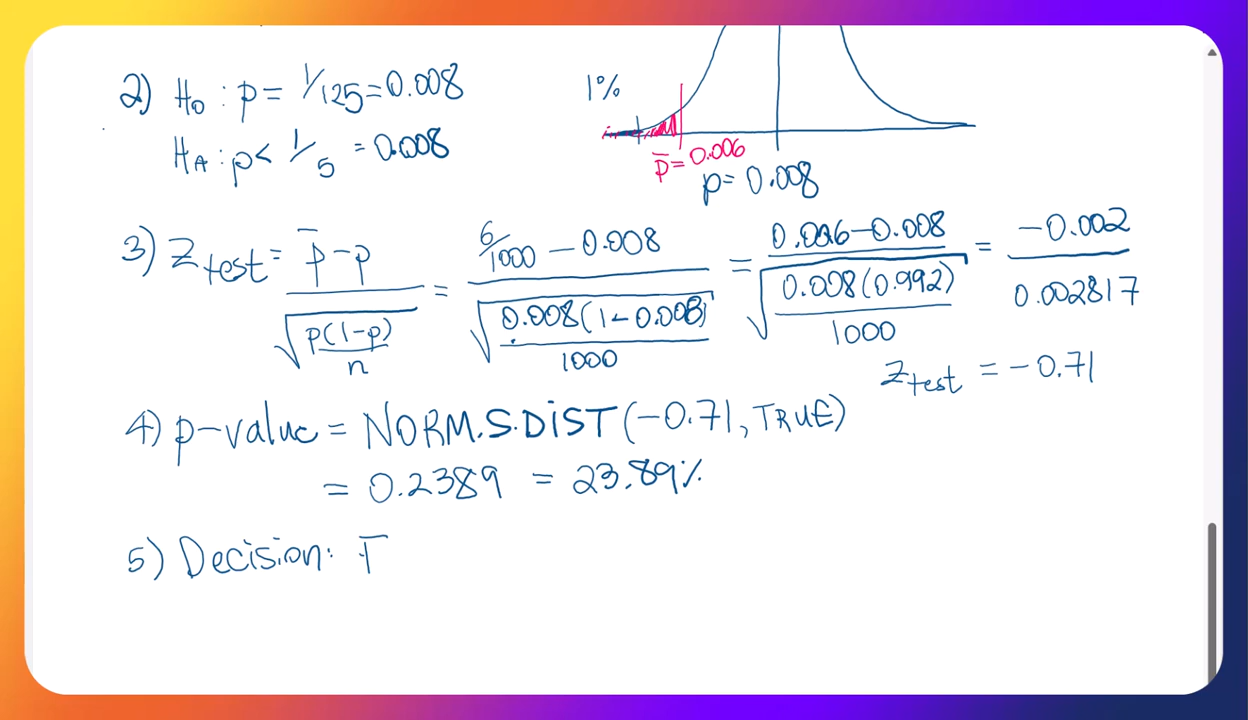 2) H₀ : p = 1/125 = 0.008
1%
H_A : p < 1/5 = 0.008
p̄ = 0.006
p = 0.008
3) Z_test = (p̄ - p) / √(p(1-p)/n) = (6/1000 - 0.008) / √(0.008(1-0.008)/1000) = (0.006-0.008) / √(0.008(0.992)/1000) = -0.002 / 0.002817
Z_test = -0.71
4) p-value = NORM.S.DIST(-0.71, TRUE)
= 0.2389 = 23.89%
5) Decision: F